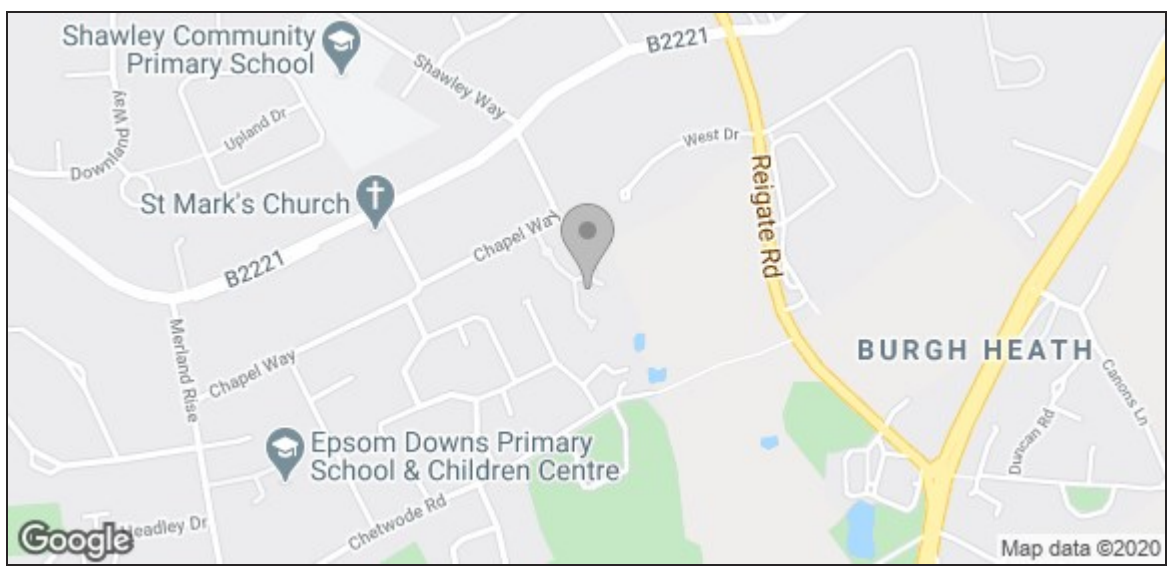 Shawley Community
Primary School
B2221
Shawley Way
Downland Way
Upland Dr
West Dr
Reigate Rd
St Mark's Church
Chapel Way
B2221
Merland Rise
Chapel Way
BURGH HEATH
Canons Ln
Duncan Rd
Epsom Downs Primary
School & Children Centre
Chetwode Rd
Headley Dr
Google
Map data ©2020